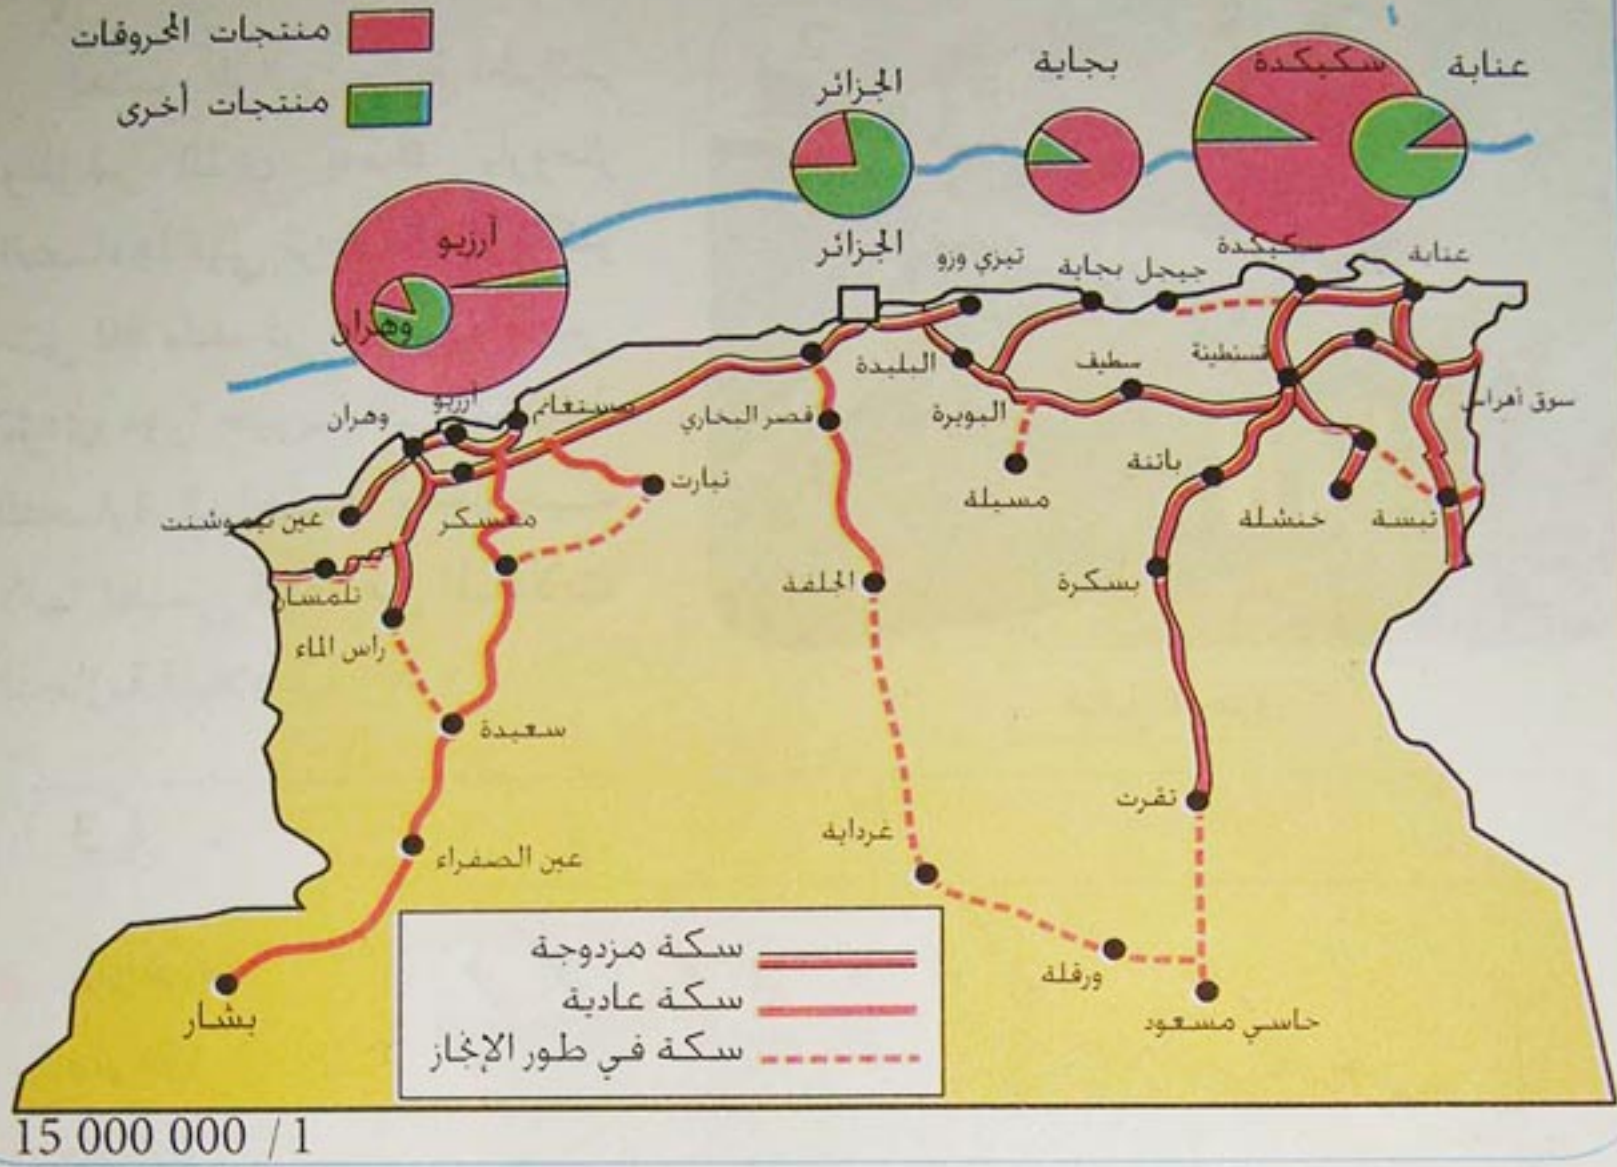 منتجات المحروقات
منتجات أخرى
عنابة
سكيكدة
بجاية
الجزائر
أرزيو
وهران
عنابة
سكيكدة
جيجل
بجاية
تيزي وزو
الجزائر
سوق أهراس
قسنطينة
سطيف
البليدة
البويرة
قصر البخاري
مستغانم
أرزيو
وهران
تبسة
خنشلة
باتنة
مسيلة
تيارت
معسكر
عين تيموشنت
بسكرة
الجلفة
تلمسان
راس الماء
سعيدة
تقرت
غرداية
عين الصفراء
ورقلة
حاسي مسعود
بشار
سكة مزدوجة
سكة عادية
سكة في طور الإنجاز
15 000 000 / 1